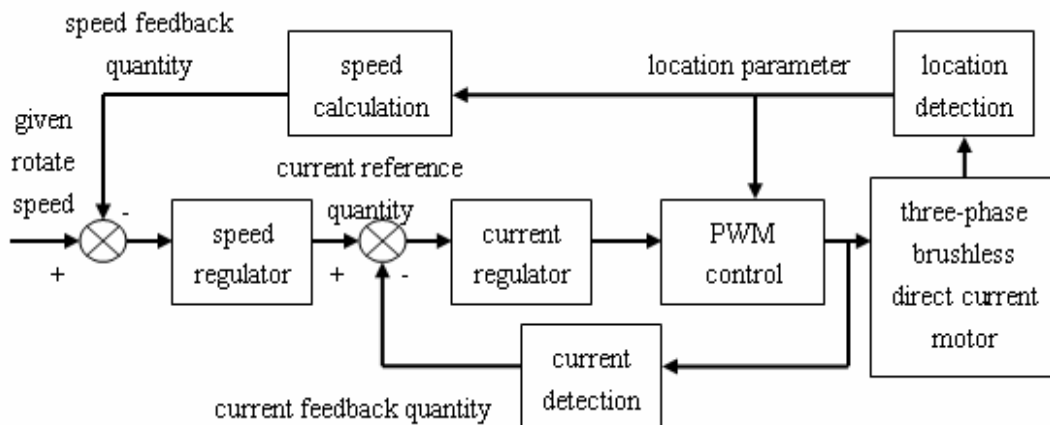 speed feedback
quantity
speed
calculation
location parameter
location
detection
given
rotate
speed
-
+
current reference
quantity
speed
regulator
+
-
current
regulator
PWM
control
three-phase
brushless
direct current
motor
current
detection
current feedback quantity